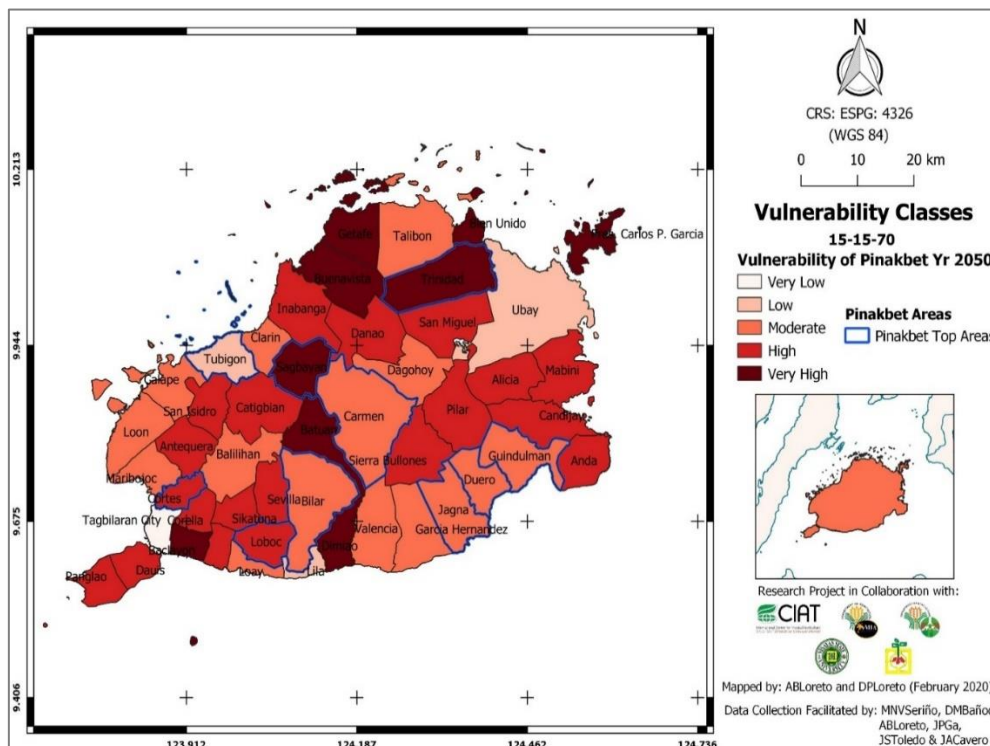 N
CRS: ESPG: 4326
(WGS 84)
0 10 20 km
Vulnerability Classes
15-15-70
Vulnerability of Pinakbet Yr 2050
Very Low
Low
Moderate
High
Very High
Pinakbet Areas
Pinakbet Top Areas
10.213
9.944
9.675
9.406
123.912 124.187 124.462 124.736
Getafe
Talibon
Bien Unido
Carlos P. Garcia
Buenavista
Trinidad
Inabanga
Ubay
San Miguel
Danao
Clarin
Tubigon
Sagbayan
Dagohoy
Calape
Mabini
Alicia
San Isidro
Catigbian
Carmen
Pilar
Candijay
Loon
Batuan
Antequera
Balilihan
Sierra Bullones
Guindulman
Anda
Maribojoc
Duero
Cortes
Sevilla
Bilar
Jagna
Tagbilaran City
Corella
Sikatuna
Valencia
Garcia Hernandez
Loboc
Baclayon
Dimiao
Panglao
Dauis
Loay
Lila
Research Project in Collaboration with:
CIAT
Mapped by: ABLoreto and DPLoreto (February 2020)
Data Collection Facilitated by: MNVSeriño, DMBaños
ABLoreto, JPGa,
JSToledo & JACavero